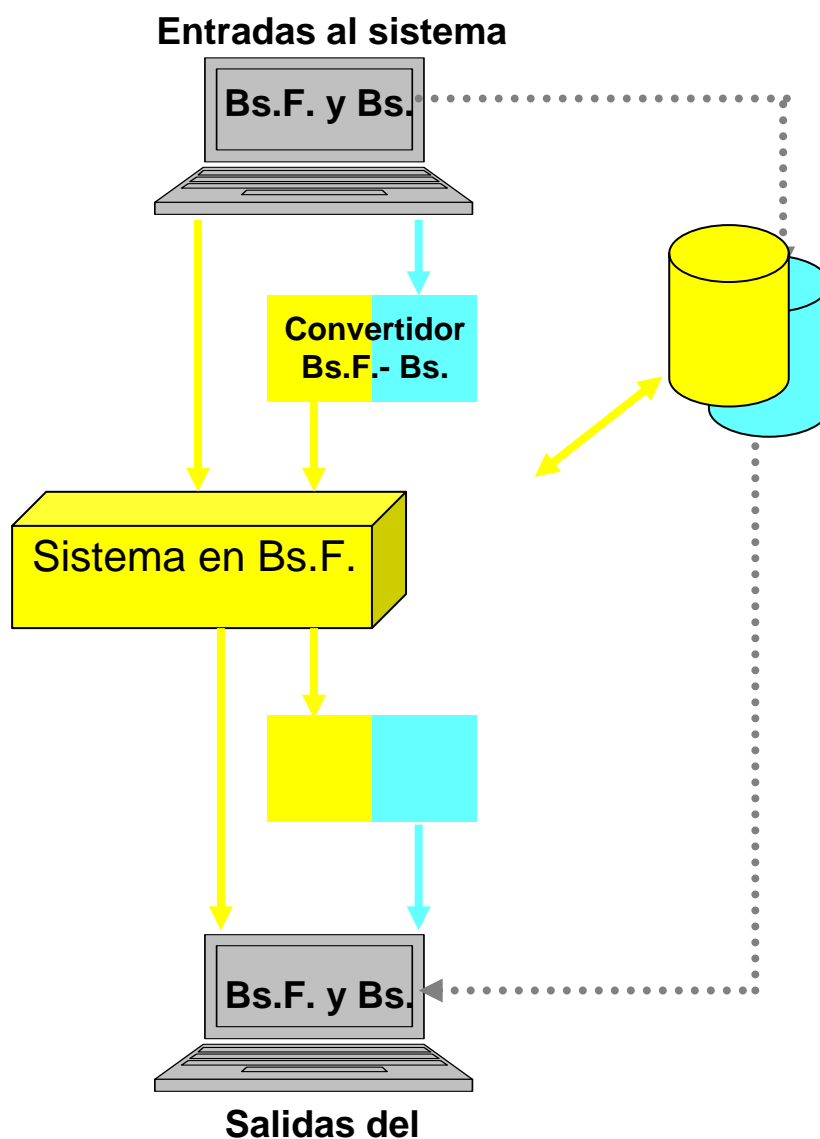 Entradas al sistema
Bs.F. y Bs.
Convertidor
Bs.F.- Bs.
Sistema en Bs.F.
Bs.F. y Bs.
Salidas del